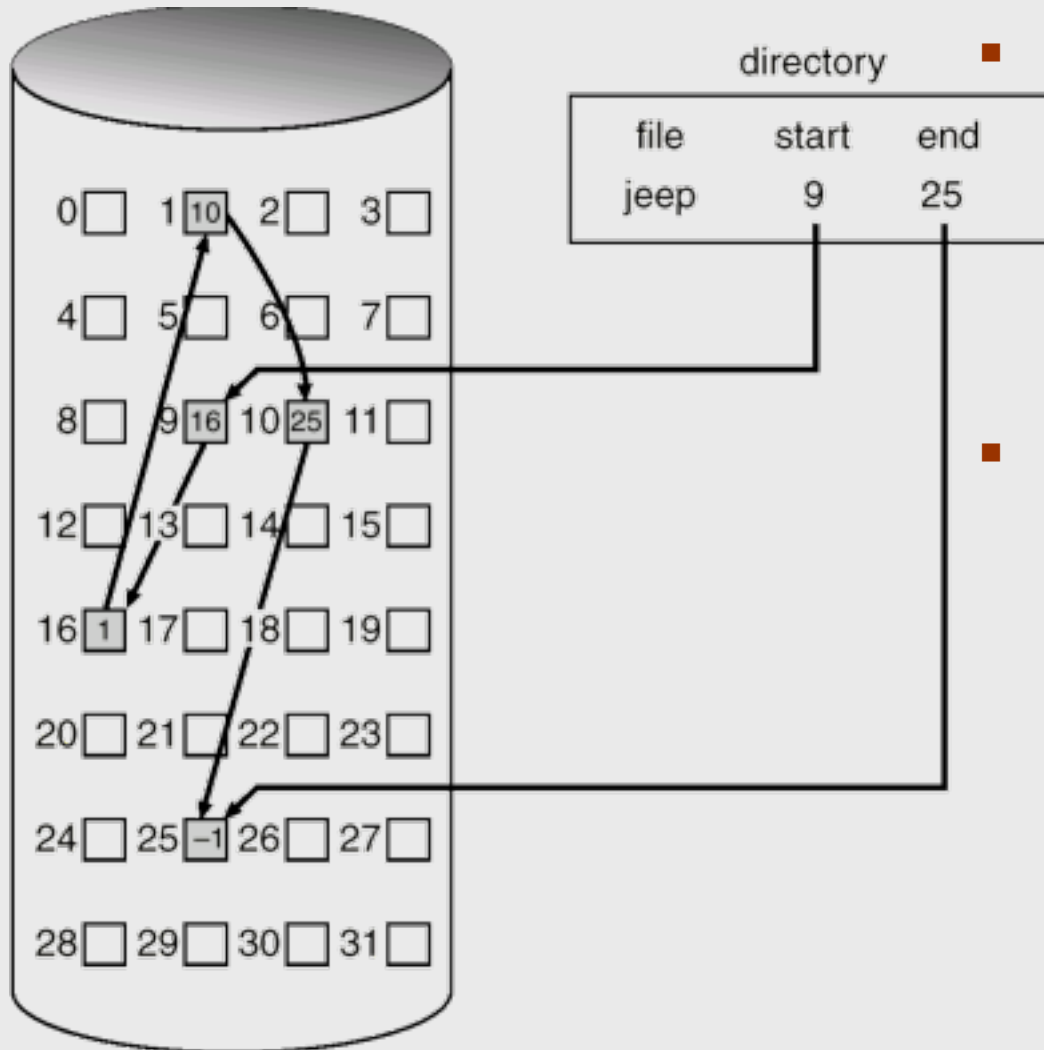 directory
file start end
jeep 9 25
0 1 10 2 3
4 5 6 7
8 9 16 10 25 11
12 13 14 15
16 1 17 18 19
20 21 22 23
24 25 –1 26 27
28 29 30 31